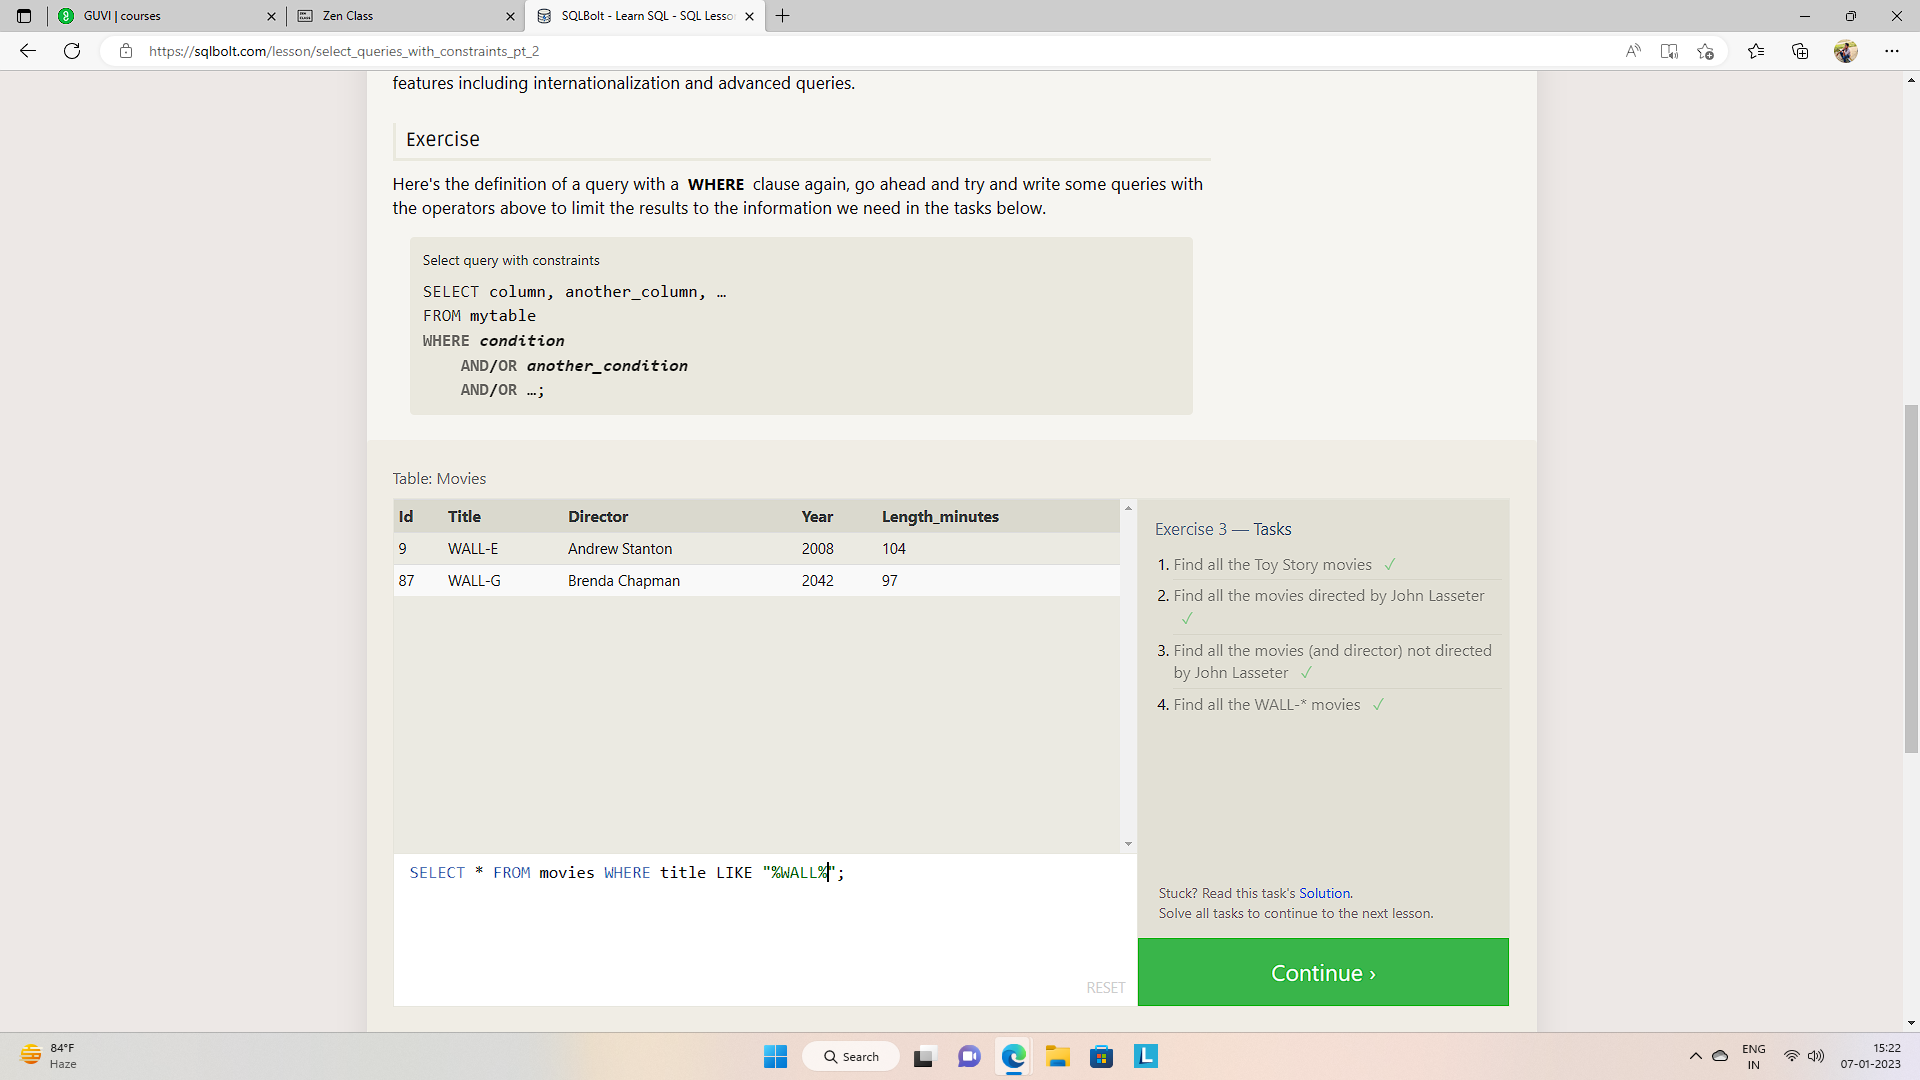 GUVI | courses
Zen Class
SQLBolt - Learn SQL - SQL Lesso
https://sqlbolt.com/lesson/select_queries_with_constraints_pt_2
features including internationalization and advanced queries.
Exercise
Here's the definition of a query with a WHERE clause again, go ahead and try and write some queries with
the operators above to limit the results to the information we need in the tasks below.
Select query with constraints
SELECT column, another_column, …
FROM mytable
WHERE condition
AND/OR another_condition
AND/OR …;
Table: Movies
Id Title Director Year Length_minutes
9 WALL-E Andrew Stanton 2008 104
87 WALL-G Brenda Chapman 2042 97
SELECT * FROM movies WHERE title LIKE "%WALL%";
RESET
Exercise 3 — Tasks
1. Find all the Toy Story movies ✓
2. Find all the movies directed by John Lasseter
✓
3. Find all the movies (and director) not directed
by John Lasseter ✓
4. Find all the WALL-* movies ✓
Stuck? Read this task's Solution.
Solve all tasks to continue to the next lesson.
Continue ›
84°F
Haze
Search
ENG
IN
15:22
07-01-2023